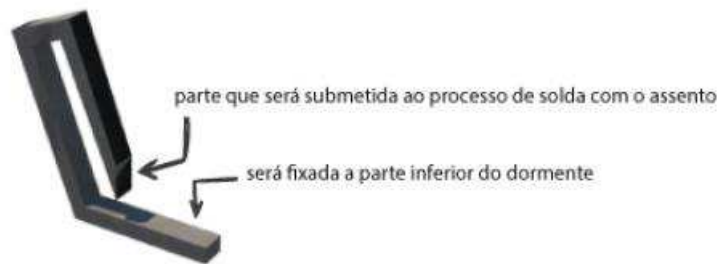 parte que será submetida ao processo de solda com o assento
será fixada a parte inferior do dormente